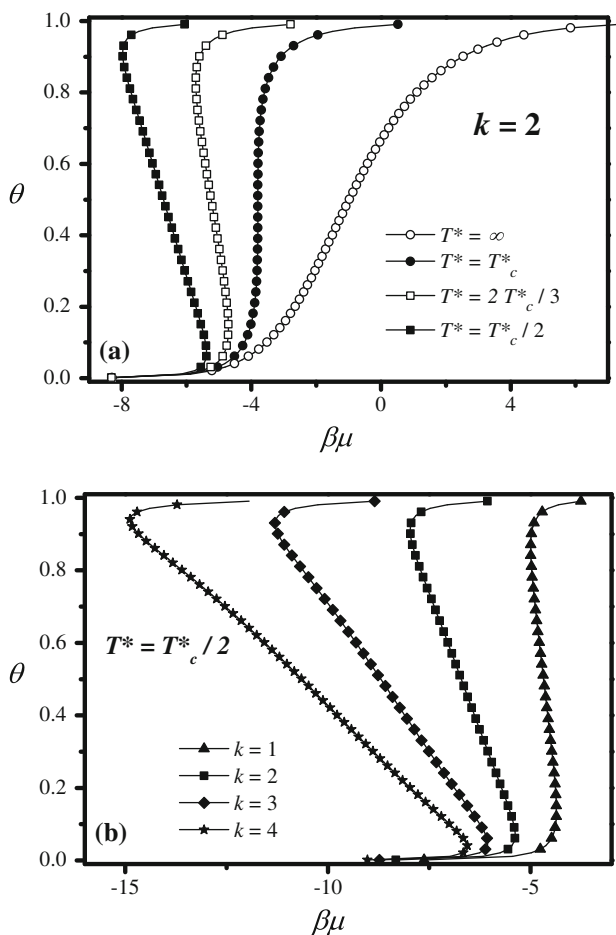 1.0
0.8
0.6
0.4
0.2
0.0
θ
k = 2
T* = ∞
T* = T*c
T* = 2 T*c / 3
T* = T*c / 2
(a)
-8
-4
0
4
βμ
1.0
0.8
0.6
0.4
0.2
0.0
θ
T* = T*c / 2
k = 1
k = 2
k = 3
k = 4
(b)
-15
-10
-5
βμ